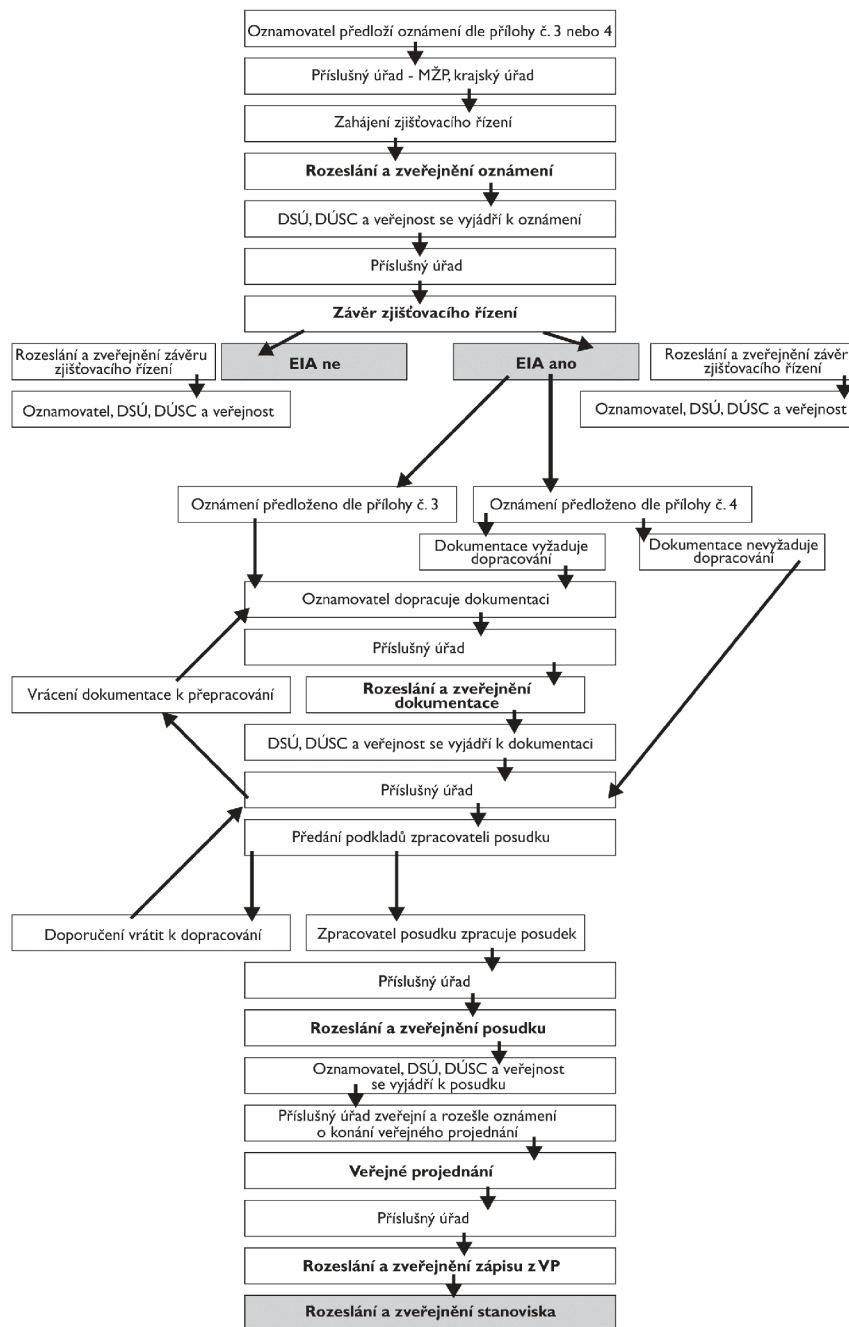 Oznamovatel předloží oznámení dle přílohy č. 3 nebo 4
Příslušný úřad - MŽP, krajský úřad
Zahájení zjišťovacího řízení
Rozeslání a zveřejnění oznámení
DSÚ, DÚSC a veřejnost se vyjádří k oznámení
Příslušný úřad
Závěr zjišťovacího řízení
Rozeslání a zveřejnění závěru
zjišťovacího řízení
EIA ne
EIA ano
Rozeslání a zveřejnění závěr
zjišťovacího řízení
Oznamovatel, DSÚ, DÚSC a veřejnost
Oznamovatel, DSÚ, DÚSC a veřejnost
Oznámení předloženo dle přílohy č. 3
Oznámení předloženo dle přílohy č. 4
Dokumentace vyžaduje
dopracování
Dokumentace nevyžaduje
dopracování
Oznamovatel dopracuje dokumentaci
Příslušný úřad
Vrácení dokumentace k přepracování
Rozeslání a zveřejnění
dokumentace
DSÚ, DÚSC a veřejnost se vyjádří k dokumentaci
Příslušný úřad
Předání podkladů zpracovateli posudku
Doporučení vrátit k dopracování
Zpracovatel posudku zpracuje posudek
Příslušný úřad
Rozeslání a zveřejnění posudku
Oznamovatel, DSÚ, DÚSC a veřejnost
se vyjádří k posudku
Příslušný úřad zveřejní a rozešle oznámení
o konání veřejného projednání
Veřejné projednání
Příslušný úřad
Rozeslání a zveřejnění zápisu z VP
Rozeslání a zveřejnění stanoviska